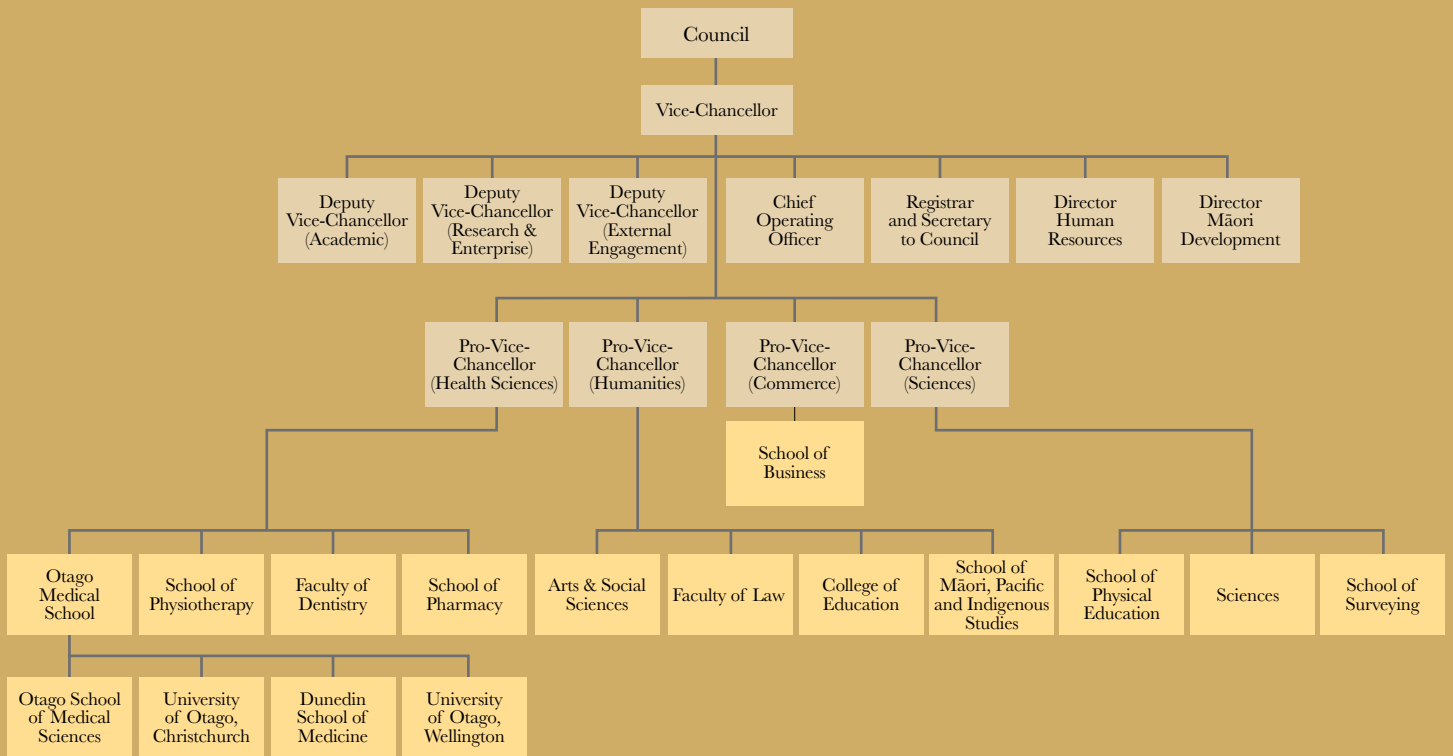 Council
Vice-Chancellor
Deputy
Vice-Chancellor
(Academic)
Deputy
Vice-Chancellor
(Research &
Enterprise)
Deputy
Vice-Chancellor
(External
Engagement)
Chief
Operating
Officer
Registrar
and Secretary
to Council
Director
Human
Resources
Director
Māori
Development
Pro-Vice-
Chancellor
(Health Sciences)
Pro-Vice-
Chancellor
(Humanities)
Pro-Vice-
Chancellor
(Commerce)
Pro-Vice-
Chancellor
(Sciences)
School of
Business
Otago
Medical
School
School of
Physiotherapy
Faculty of
Dentistry
School of
Pharmacy
Arts & Social
Sciences
Faculty of Law
College of
Education
School of
Māori, Pacific
and Indigenous
Studies
School of
Physical
Education
Sciences
School of
Surveying
Otago School
of Medical
Sciences
University
of Otago,
Christchurch
Dunedin
School of
Medicine
University
of Otago,
Wellington